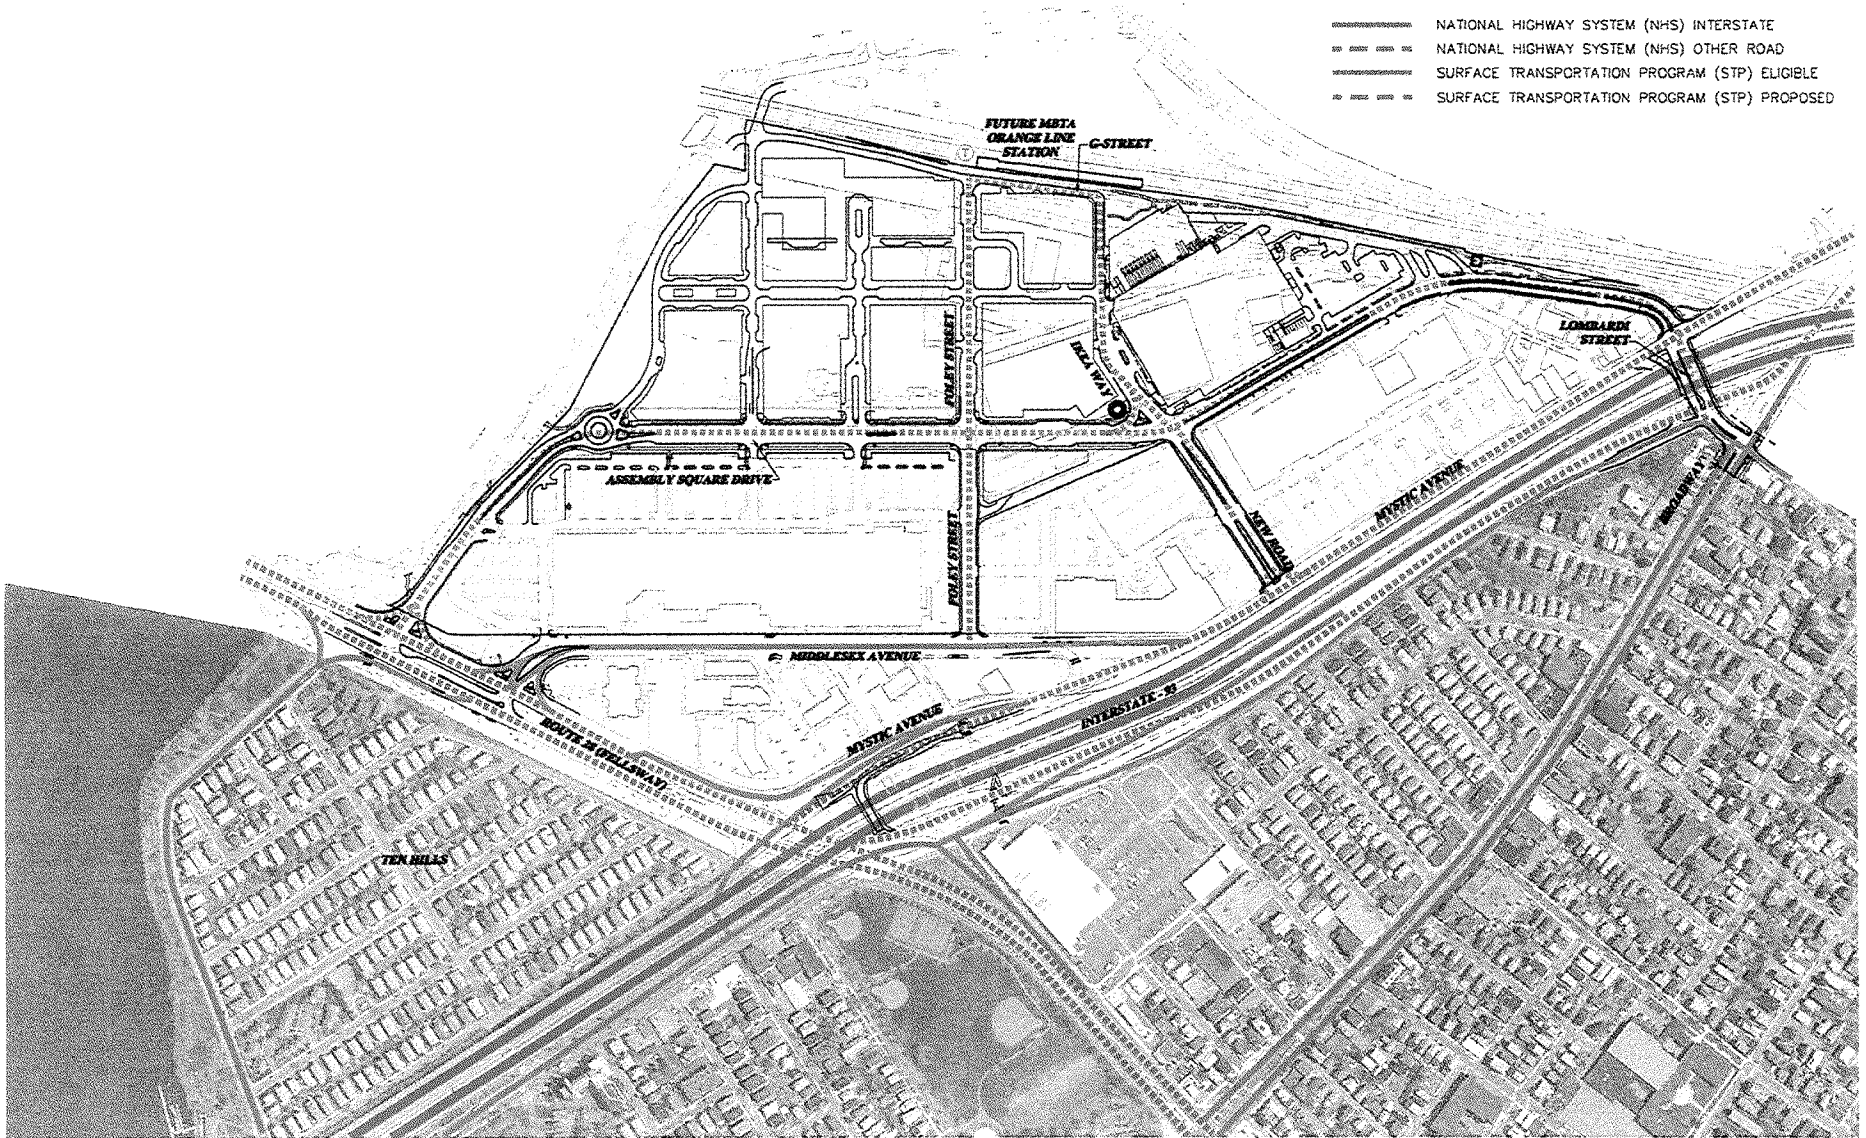 NATIONAL HIGHWAY SYSTEM (NHS) INTERSTATE
NATIONAL HIGHWAY SYSTEM (NHS) OTHER ROAD
SURFACE TRANSPORTATION PROGRAM (STP) ELIGIBLE
SURFACE TRANSPORTATION PROGRAM (STP) PROPOSED
FUTURE MBTA
ORANGE LINE
STATION
G-STREET
T
LOMBARDI
STREET
FOLEY STREET
IKEA WAY
ASSEMBLY SQUARE DRIVE
MYSTIC AVENUE
BROADWAY
FOLEY STREET
NEW ROAD
MIDDLESEX AVENUE
INTERSTATE - 93
MYSTIC AVENUE
ROUTE 28 (FELLSWAY)
TEN HILLS